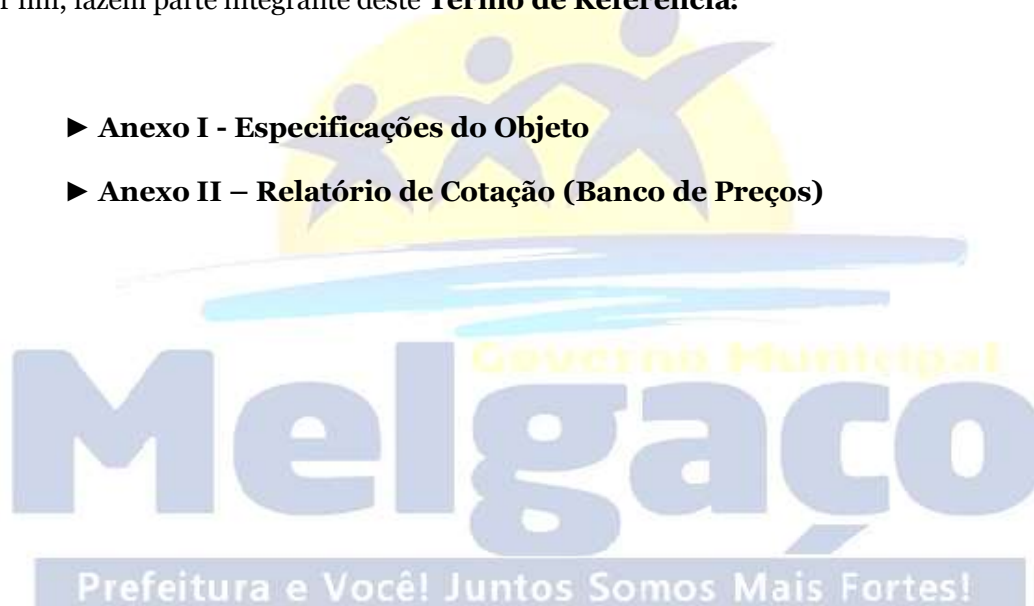 fim, fazem parte integrante deste Termo de Referência:
► Anexo I - Especificações do Objeto
► Anexo II – Relatório de Cotação (Banco de Preços)
Governo Municipal
Melgaço
Prefeitura e Você! Juntos Somos Mais Fortes!